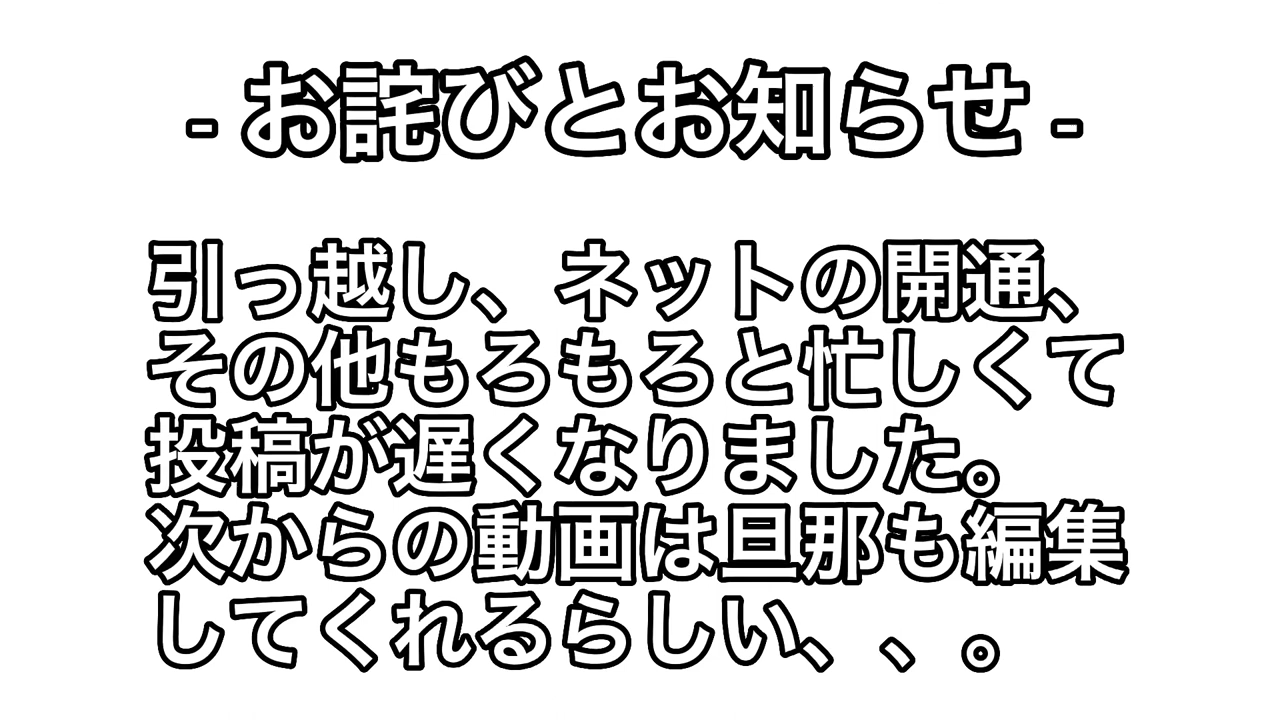 - お詫びとお知らせ -
引っ越し、ネットの開通、
その他もろもろと忙しくて
投稿が遅くなりました。
次からの動画は旦那も編集
してくれるらしい、、。